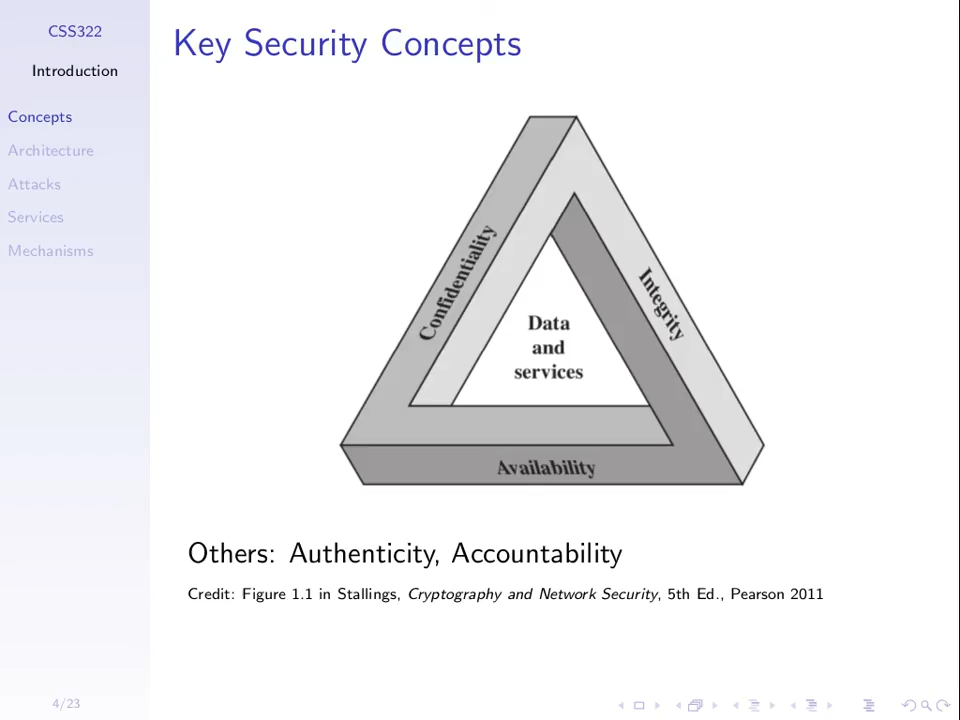 CSS322
Introduction
Concepts
Architecture
Attacks
Services
Mechanisms
Key Security Concepts
Confidentiality
Integrity
Data
and
services
Availability
Others: Authenticity, Accountability
Credit: Figure 1.1 in Stallings, Cryptography and Network Security, 5th Ed., Pearson 2011
4/23